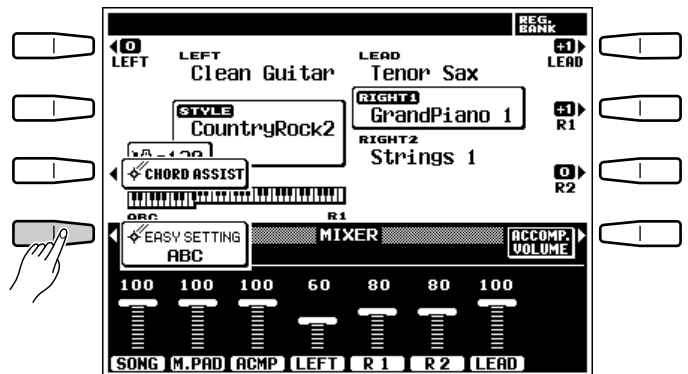 REG.
BANK
0
LEFT
LEFT
Clean Guitar
LEAD
Tenor Sax
+1
LEAD
STYLE
CountryRock2
RIGHT1
GrandPiano 1
+1
R1
RIGHT2
Strings 1
0
R2
CHORD ASSIST
ABC
R1
EASY SETTING
ABC
MIXER
ACCOMP.
VOLUME
100 100 100 60 80 80 100
SONG M.PAD ACMP LEFT R 1 R 2 LEAD